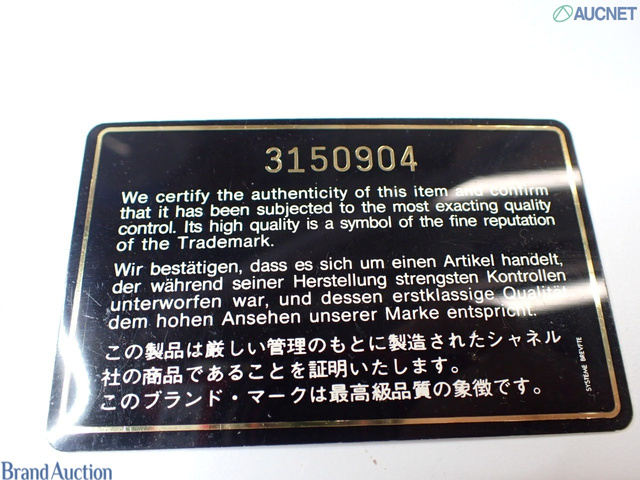 AUCNET
3150904
We certify the authenticity of this item and confirm
that it has been subjected to the most exacting quality
control. Its high quality is a symbol of the fine reputation
of the Trademark.
Wir bestätigen, dass es sich um einen Artikel handelt,
der während seiner Herstellung strengsten Kontrollen
unterworfen war, und dessen erstklassige Qualität
dem hohen Ansehen unserer Marke entspricht.
この製品は厳しい管理のもとに製造されたシャネル
社の商品であることを証明いたします。
このブランド・マークは最高級品質の象徴です。
SYSTEME BREVETE
Brand Auction